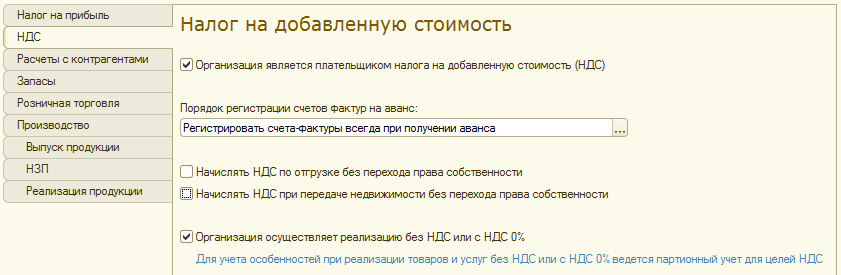 Налог на прибыль
НДС
Расчеты с контрагентами
Запасы
Розничная торговля
Производство
Выпуск продукции
НЗП
Реализация продукции
Налог на добавленную стоимость
Организация является плательщиком налога на добавленную стоимость (НДС)
Порядок регистрации счетов фактур на аванс:
Регистрировать счета-фактуры всегда при получении аванса
...
Начислять НДС по отгрузке без перехода права собственности
Начислять НДС при передаче недвижимости без перехода права собственности
Организация осуществляет реализацию без НДС или с НДС 0%
Для учета особенностей при реализации товаров и услуг без НДС или с НДС 0% ведется партионный учет для целей НДС